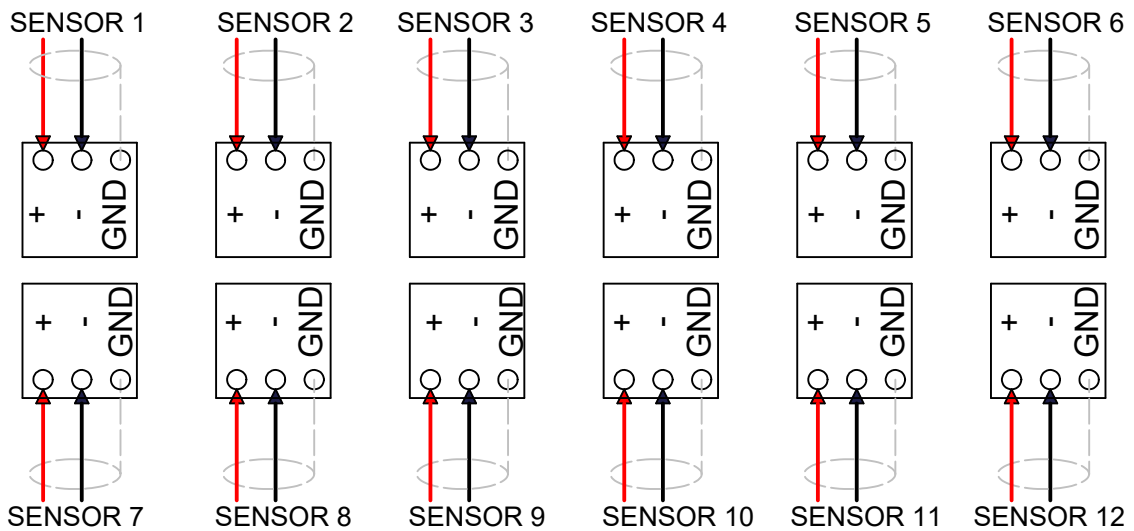 SENSOR 1 SENSOR 2 SENSOR 3 SENSOR 4 SENSOR 5 SENSOR 6
+ - GND + - GND + - GND + - GND + - GND + - GND
+ - GND + - GND + - GND + - GND + - GND + - GND
SENSOR 7 SENSOR 8 SENSOR 9 SENSOR 10 SENSOR 11 SENSOR 12